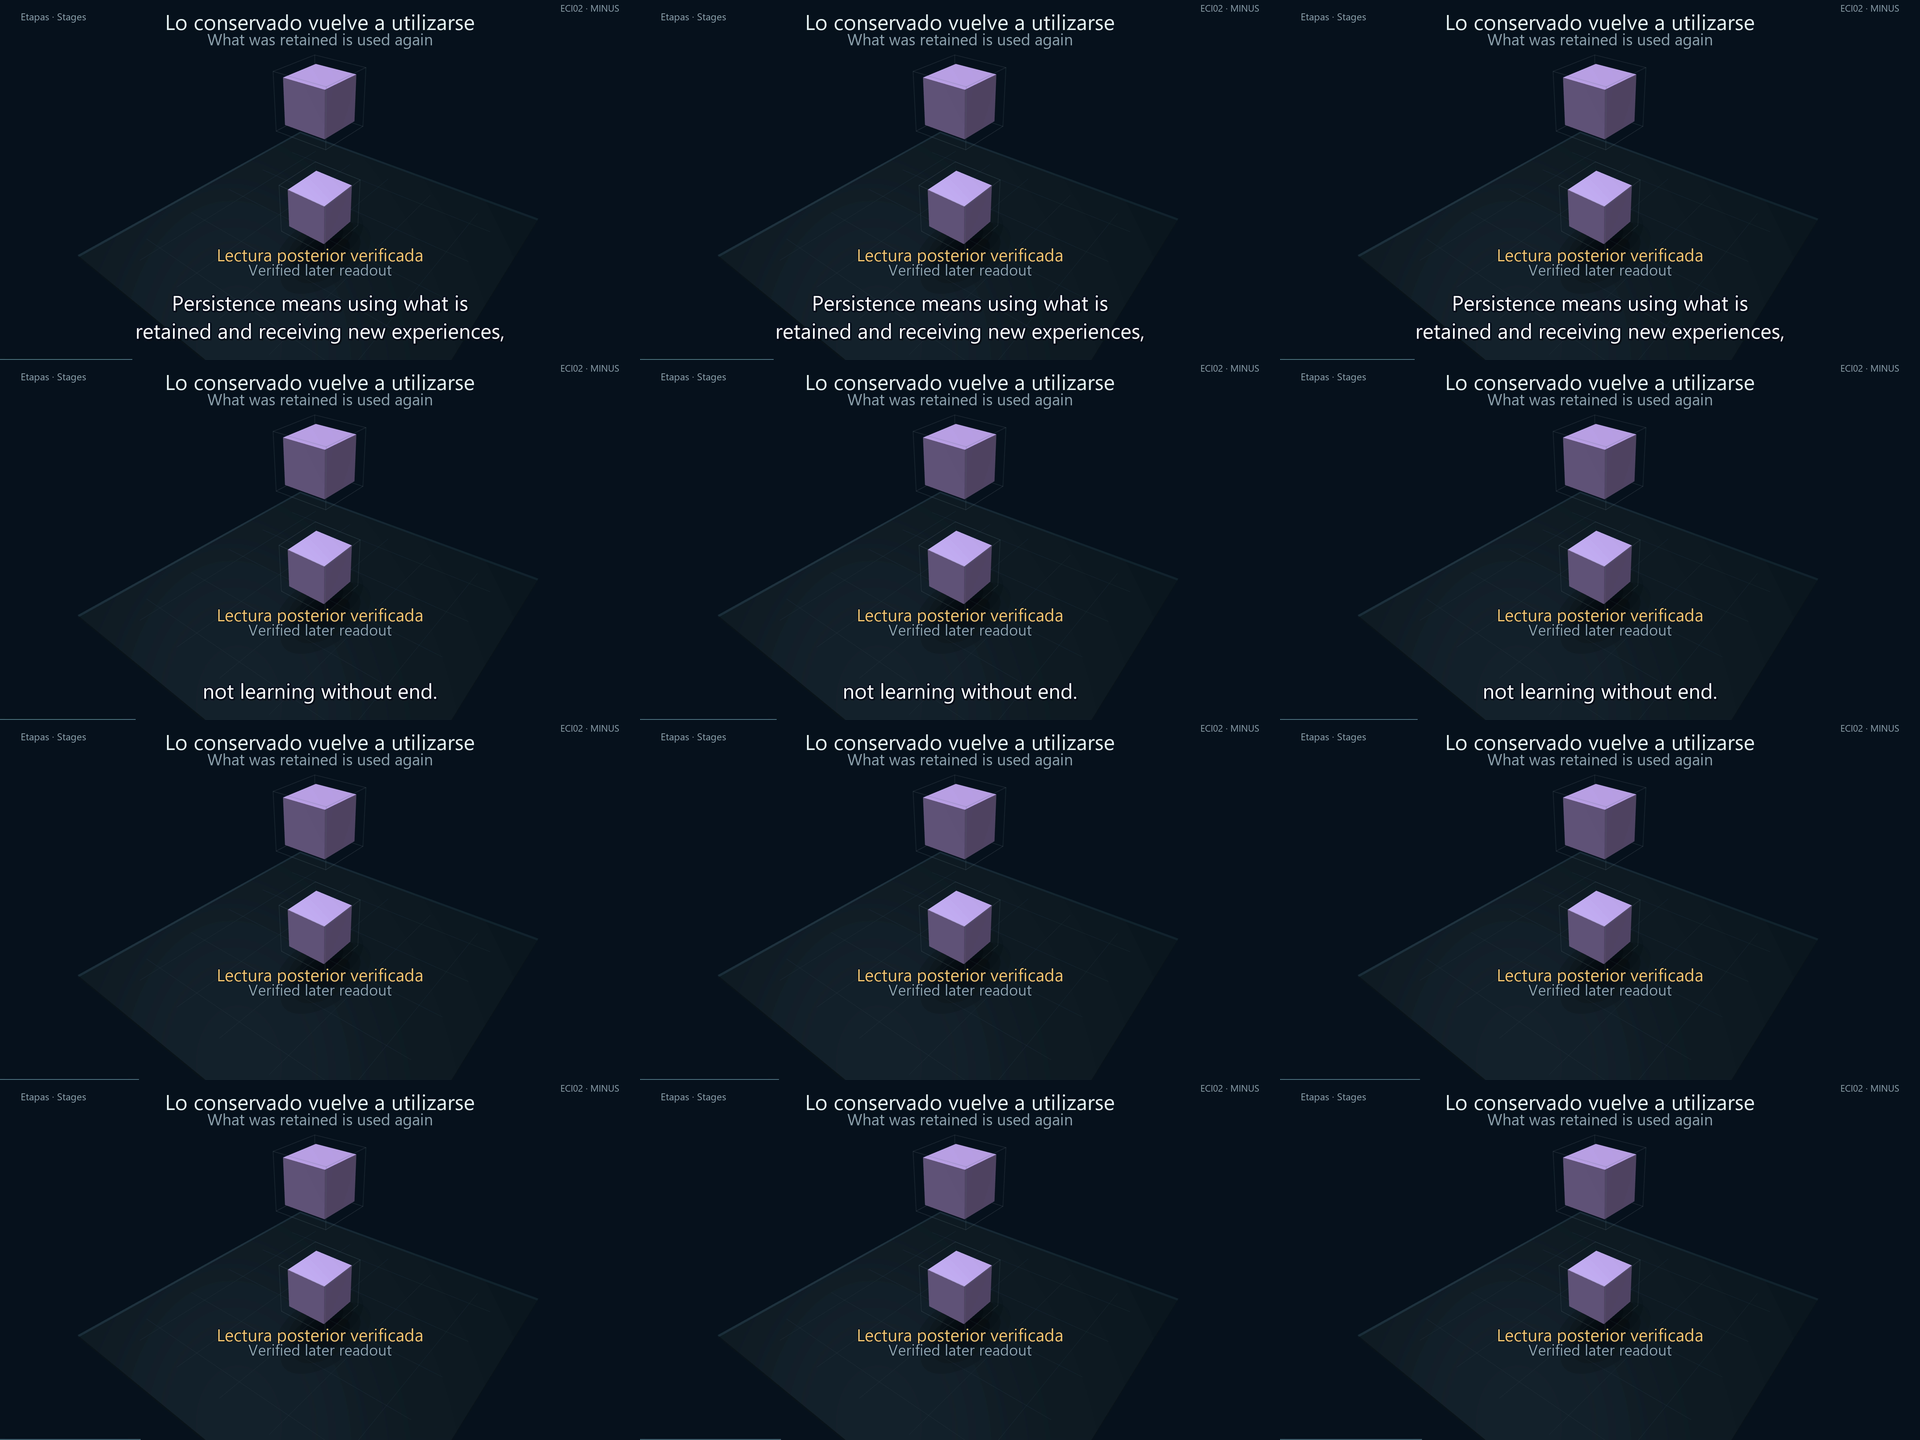 Etapas · Stages
ECI02 · MINUS
Lo conservado vuelve a utilizarse
What was retained is used again
Lectura posterior verificada
Verified later readout
Persistence means using what is
retained and receiving new experiences,
Etapas · Stages
ECI02 · MINUS
Lo conservado vuelve a utilizarse
What was retained is used again
Lectura posterior verificada
Verified later readout
Persistence means using what is
retained and receiving new experiences,
Etapas · Stages
ECI02 · MINUS
Lo conservado vuelve a utilizarse
What was retained is used again
Lectura posterior verificada
Verified later readout
Persistence means using what is
retained and receiving new experiences,
Etapas · Stages
ECI02 · MINUS
Lo conservado vuelve a utilizarse
What was retained is used again
Lectura posterior verificada
Verified later readout
not learning without end.
Etapas · Stages
ECI02 · MINUS
Lo conservado vuelve a utilizarse
What was retained is used again
Lectura posterior verificada
Verified later readout
not learning without end.
Etapas · Stages
ECI02 · MINUS
Lo conservado vuelve a utilizarse
What was retained is used again
Lectura posterior verificada
Verified later readout
not learning without end.
Etapas · Stages
ECI02 · MINUS
Lo conservado vuelve a utilizarse
What was retained is used again
Lectura posterior verificada
Verified later readout
Etapas · Stages
ECI02 · MINUS
Lo conservado vuelve a utilizarse
What was retained is used again
Lectura posterior verificada
Verified later readout
Etapas · Stages
ECI02 · MINUS
Lo conservado vuelve a utilizarse
What was retained is used again
Lectura posterior verificada
Verified later readout
Etapas · Stages
ECI02 · MINUS
Lo conservado vuelve a utilizarse
What was retained is used again
Lectura posterior verificada
Verified later readout
Etapas · Stages
ECI02 · MINUS
Lo conservado vuelve a utilizarse
What was retained is used again
Lectura posterior verificada
Verified later readout
Etapas · Stages
ECI02 · MINUS
Lo conservado vuelve a utilizarse
What was retained is used again
Lectura posterior verificada
Verified later readout